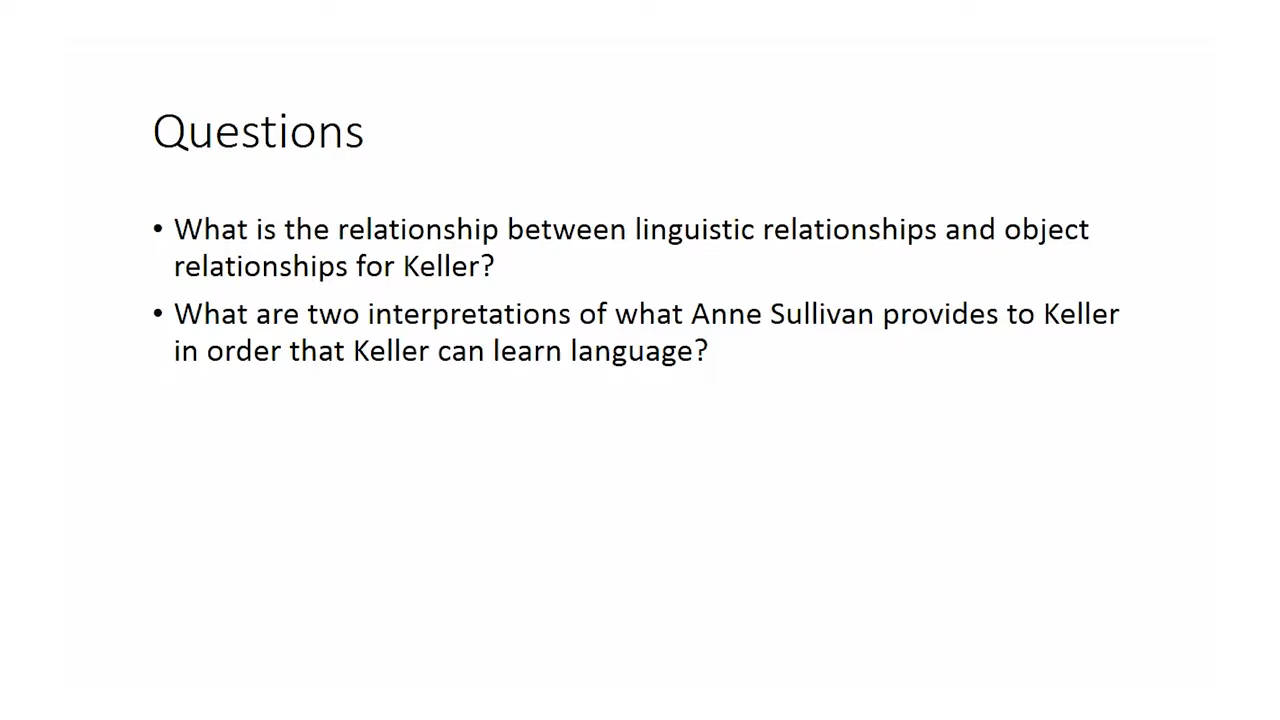 Questions
• What is the relationship between linguistic relationships and object
relationships for Keller?
• What are two interpretations of what Anne Sullivan provides to Keller
in order that Keller can learn language?